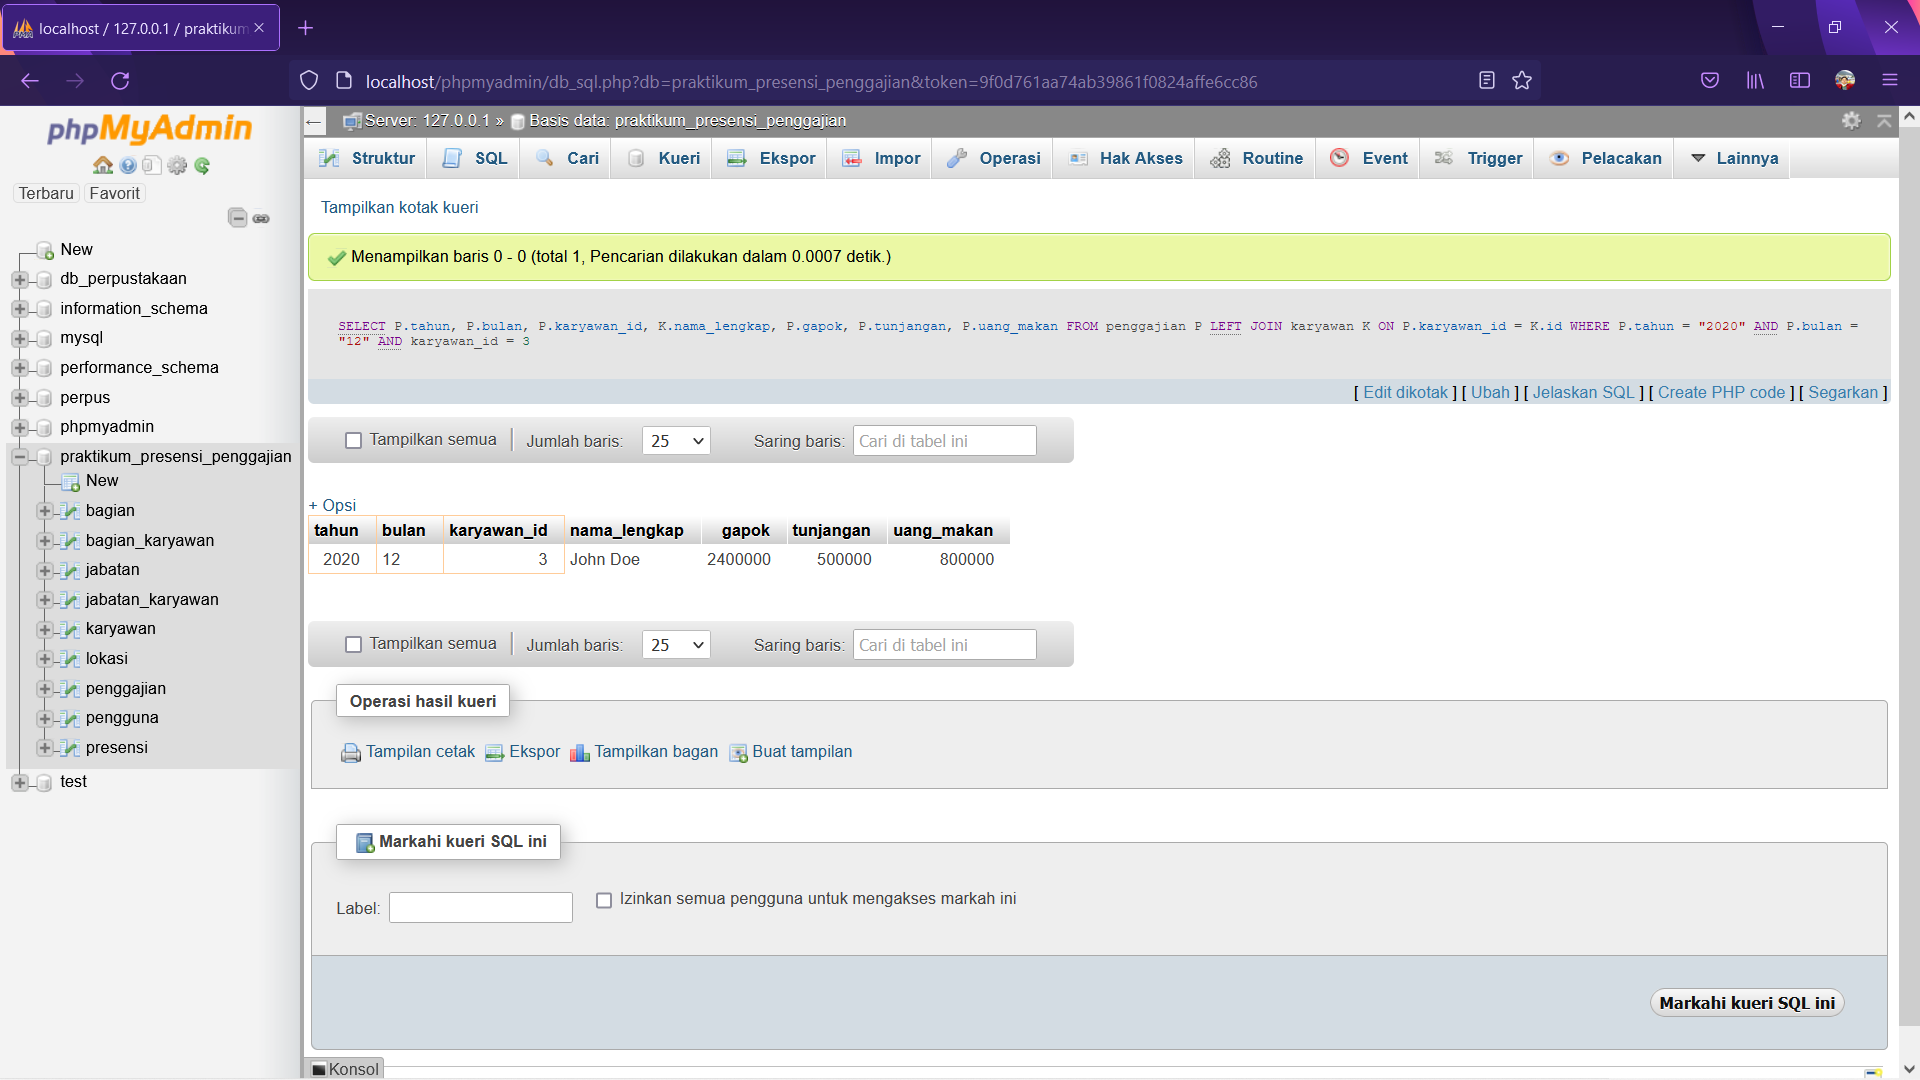 localhost / 127.0.0.1 / praktikum
localhost/phpmyadmin/db_sql.php?db=praktikum_presensi_penggajian&token=9f0d761aa74ab39861f0824affe6cc86
phpMyAdmin
Terbaru Favorit
New
db_perpustakaan
information_schema
mysql
performance_schema
perpus
phpmyadmin
praktikum_presensi_penggajian
New
bagian
bagian_karyawan
jabatan
jabatan_karyawan
karyawan
lokasi
penggajian
pengguna
presensi
test
Server: 127.0.0.1 » Basis data: praktikum_presensi_penggajian
Struktur SQL Cari Kueri Ekspor Impor Operasi Hak Akses Routine Event Trigger Pelacakan Lainnya
Tampilkan kotak kueri
Menampilkan baris 0 - 0 (total 1, Pencarian dilakukan dalam 0.0007 detik.)
SELECT P.tahun, P.bulan, P.karyawan_id, K.nama_lengkap, P.gapok, P.tunjangan, P.uang_makan FROM penggajian P LEFT JOIN karyawan K ON P.karyawan_id = K.id WHERE P.tahun = "2020" AND P.bulan =
"12" AND karyawan_id = 3
[ Edit dikotak ] [ Ubah ] [ Jelaskan SQL ] [ Create PHP code ] [ Segarkan ]
Tampilkan semua | Jumlah baris: 25 Saring baris: Cari di tabel ini
+ Opsi
tahun bulan karyawan_id nama_lengkap gapok tunjangan uang_makan
2020 12 3 John Doe 2400000 500000 800000
Tampilkan semua | Jumlah baris: 25 Saring baris: Cari di tabel ini
Operasi hasil kueri
Tampilan cetak Ekspor Tampilkan bagan Buat tampilan
Markahi kueri SQL ini
Label: Izinkan semua pengguna untuk mengakses markah ini
Markahi kueri SQL ini
Konsol